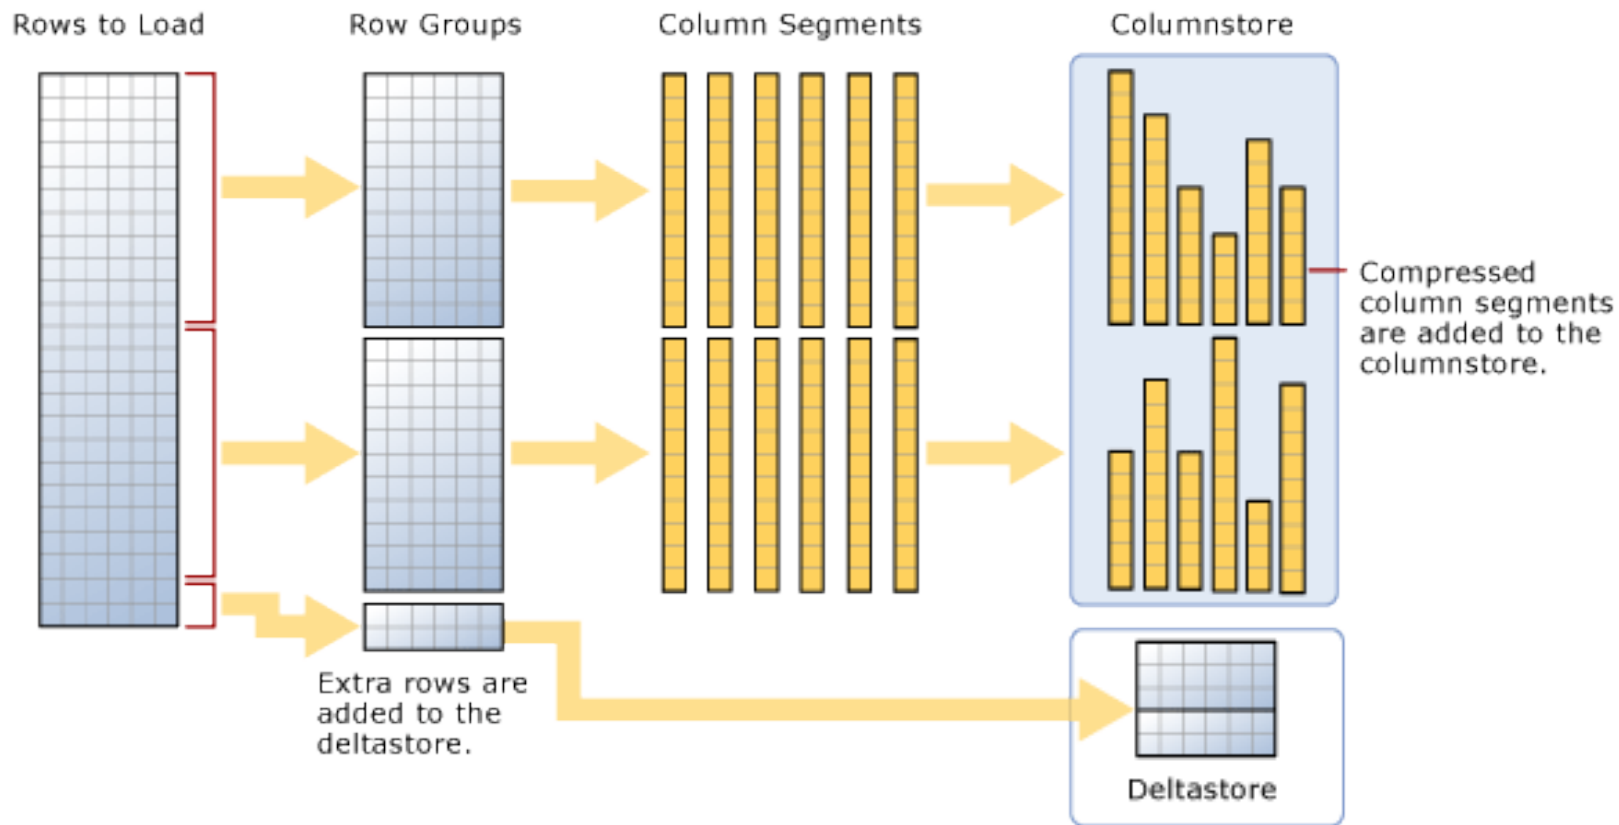 Rows to Load
Row Groups
Column Segments
Columnstore
Compressed
column segments
are added to the
columnstore.
Extra rows are
added to the
deltastore.
Deltastore